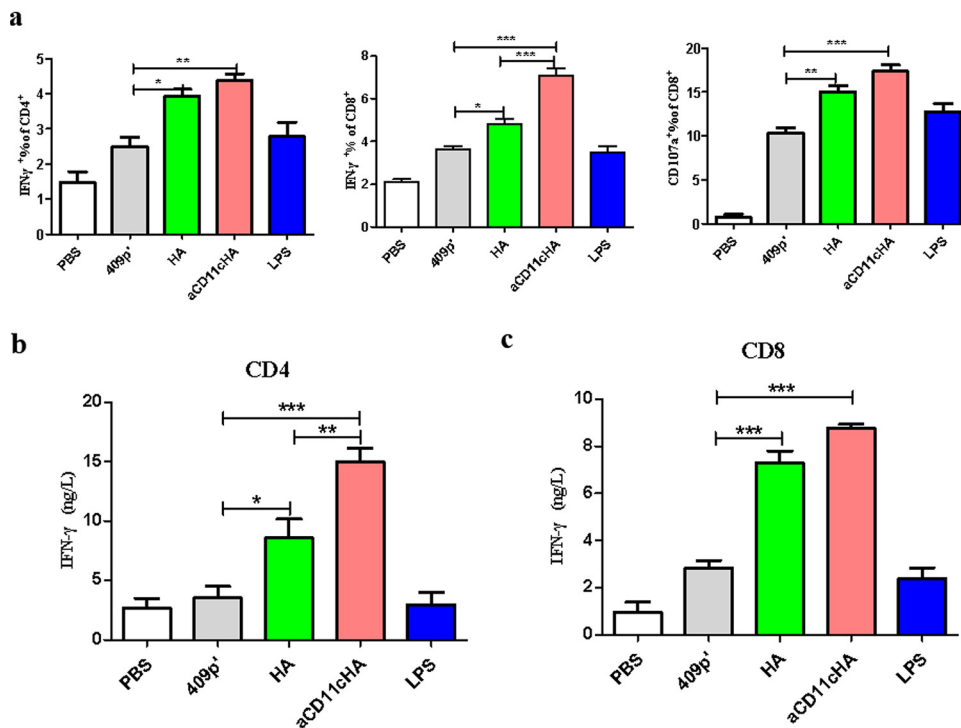 a
IFN-γ ⁺% of CD4⁺
5
4
3
2
1
0
**
*
PBS
409p'
HA
aCD11cHA
LPS
IFN-γ ⁺% of CD8⁺
8
6
4
2
0
***
***
*
PBS
409p'
HA
aCD11cHA
LPS
CD107a⁺%of CD8⁺
20
15
10
5
0
***
**
PBS
409p'
HA
aCD11cHA
LPS
b
CD4
IFN-γ (ng/L)
20
15
10
5
0
***
**
*
PBS
409p'
HA
aCD11cHA
LPS
c
CD8
IFN-γ (ng/L)
10
8
6
4
2
0
***
***
PBS
409p'
HA
aCD11cHA
LPS